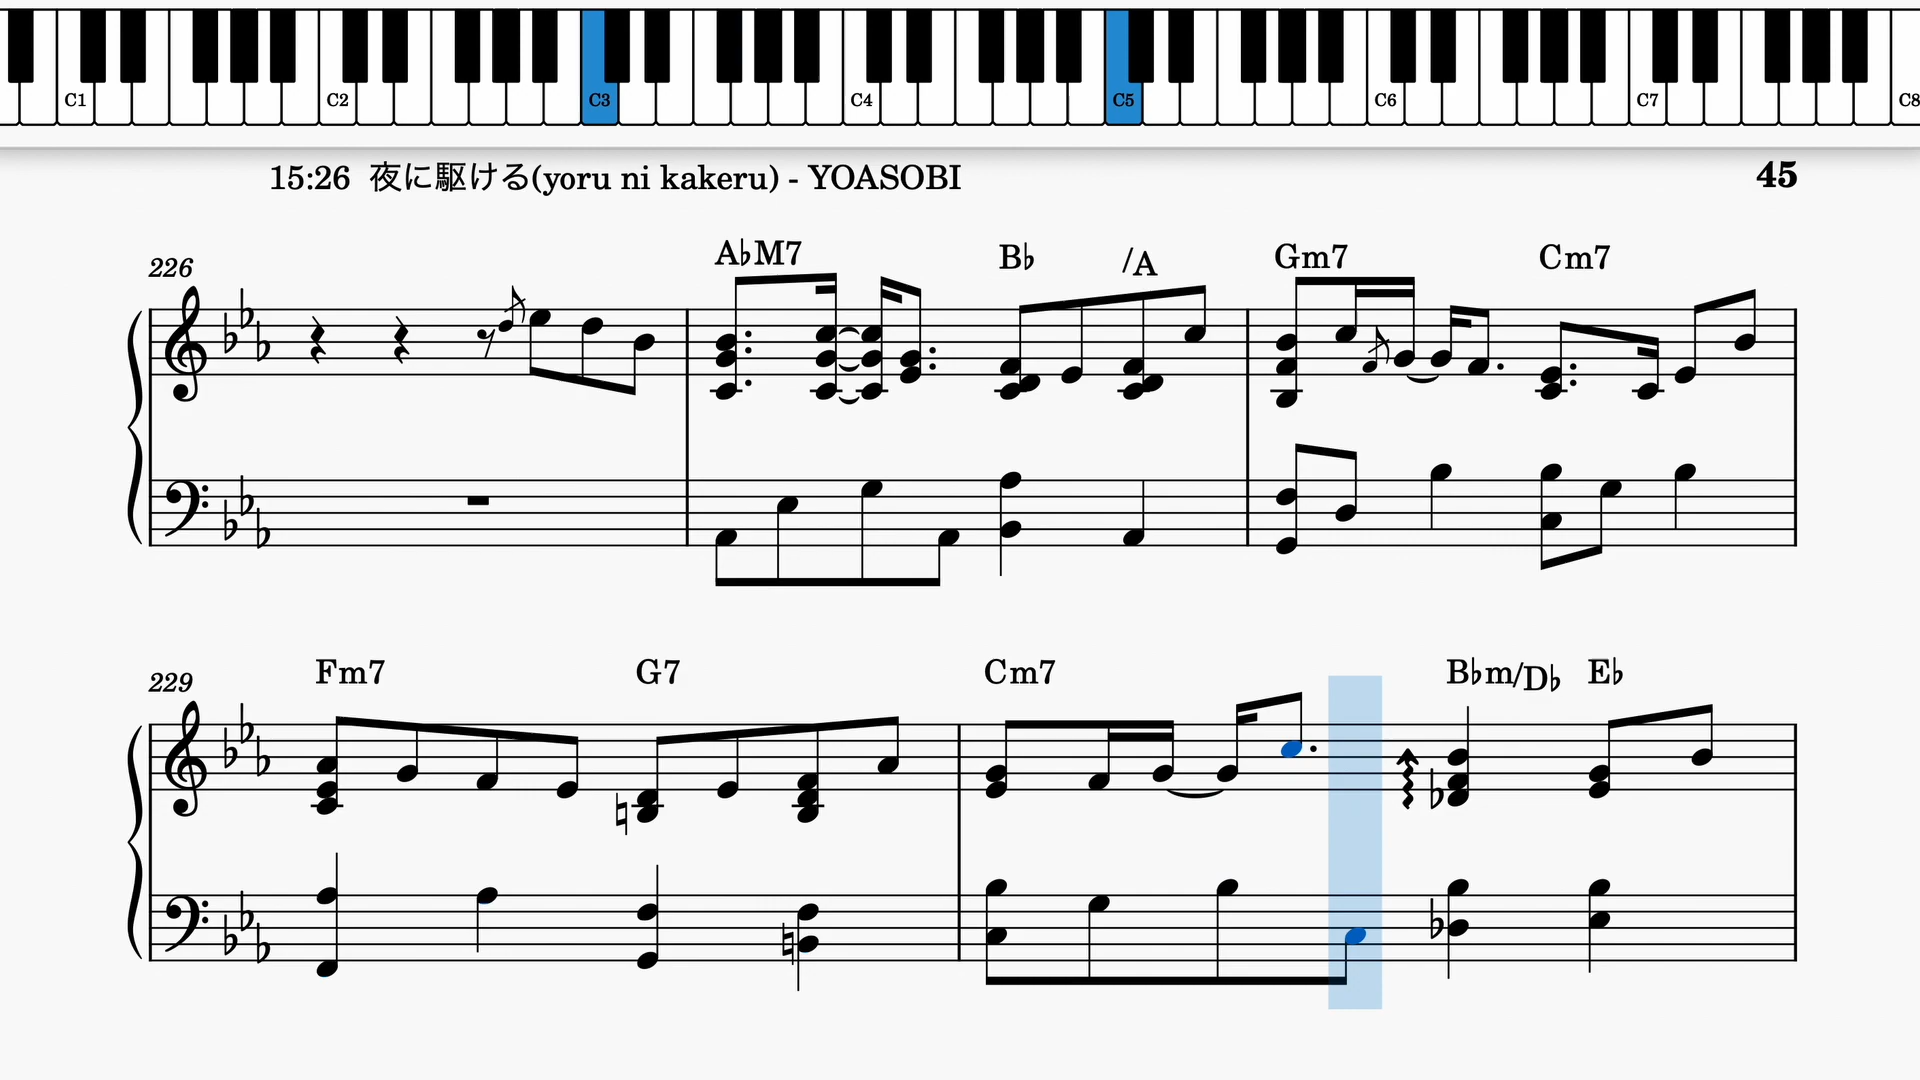 C1 C2 C3 C4 C5 C6 C7 C8
15:26 夜に駆ける(yoru ni kakeru) - YOASOBI 45
226 A♭M7 B♭ /A Gm7 Cm7
229 Fm7 G7 Cm7 B♭m/D♭ E♭